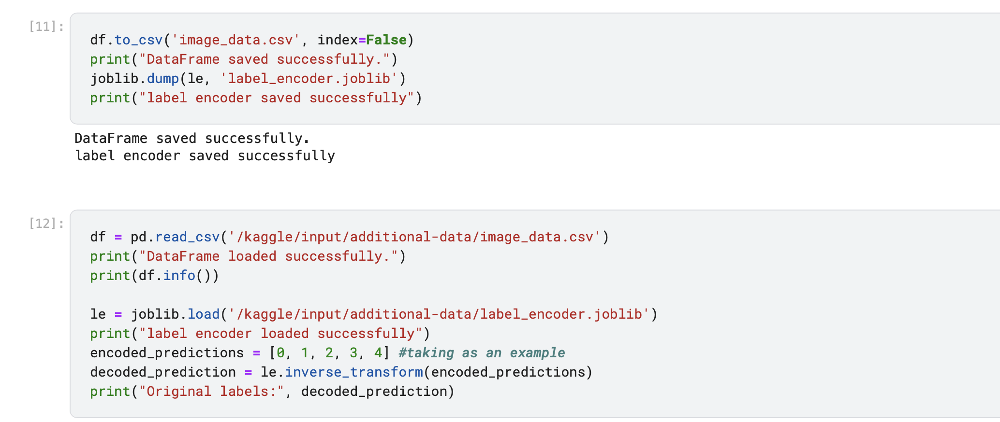 [11]:
df.to_csv('image_data.csv', index=False)
print("DataFrame saved successfully.")
joblib.dump(le, 'label_encoder.joblib')
print("label encoder saved successfully")
DataFrame saved successfully.
label encoder saved successfully
[12]:
df = pd.read_csv('/kaggle/input/additional-data/image_data.csv')
print("DataFrame loaded successfully.")
print(df.info())
le = joblib.load('/kaggle/input/additional-data/label_encoder.joblib')
print("label encoder loaded successfully")
encoded_predictions = [0, 1, 2, 3, 4] #taking as an example
decoded_prediction = le.inverse_transform(encoded_predictions)
print("Original labels:", decoded_prediction)